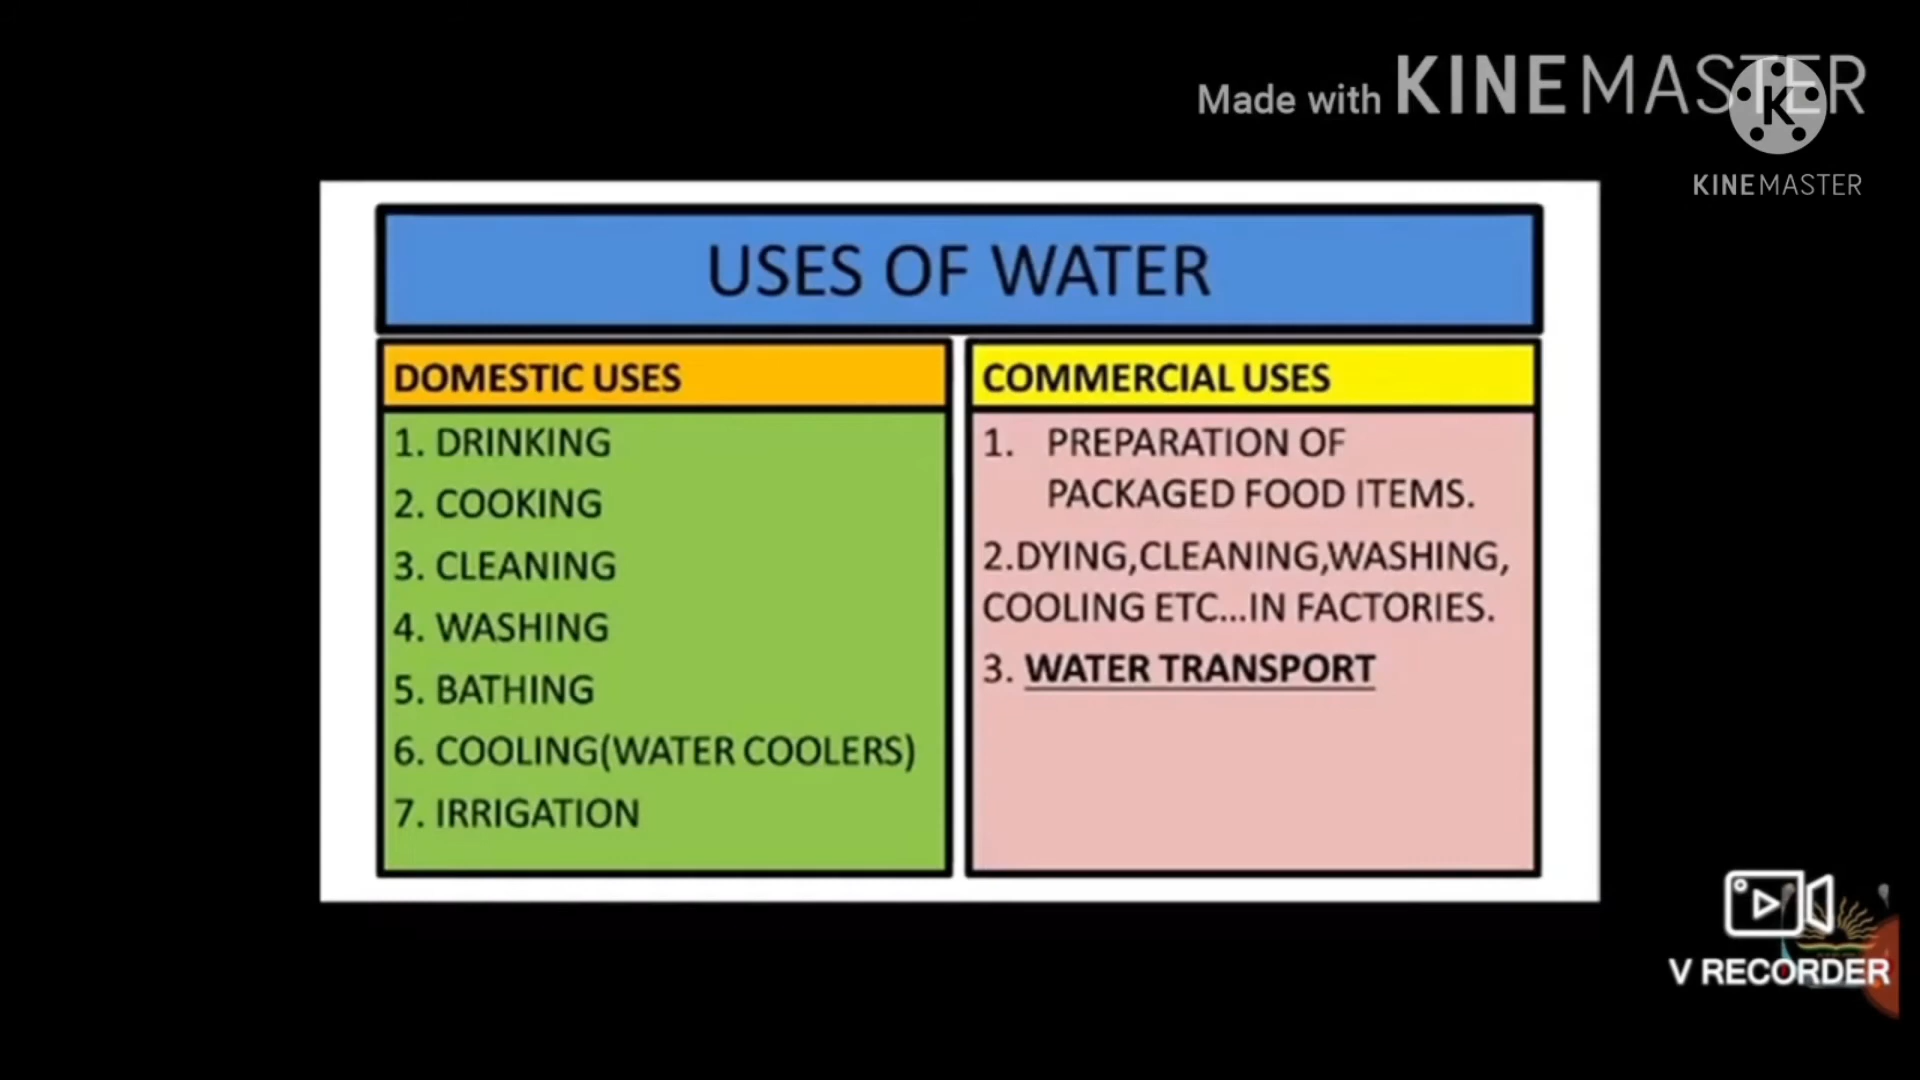 Made with KINEMASTER
K
KINEMASTER
USES OF WATER
DOMESTIC USES
1. DRINKING
2. COOKING
3. CLEANING
4. WASHING
5. BATHING
6. COOLING(WATER COOLERS)
7. IRRIGATION
COMMERCIAL USES
1. PREPARATION OF
PACKAGED FOOD ITEMS.
2.DYING,CLEANING,WASHING,
COOLING ETC...IN FACTORIES.
3. WATER TRANSPORT
V RECORDER